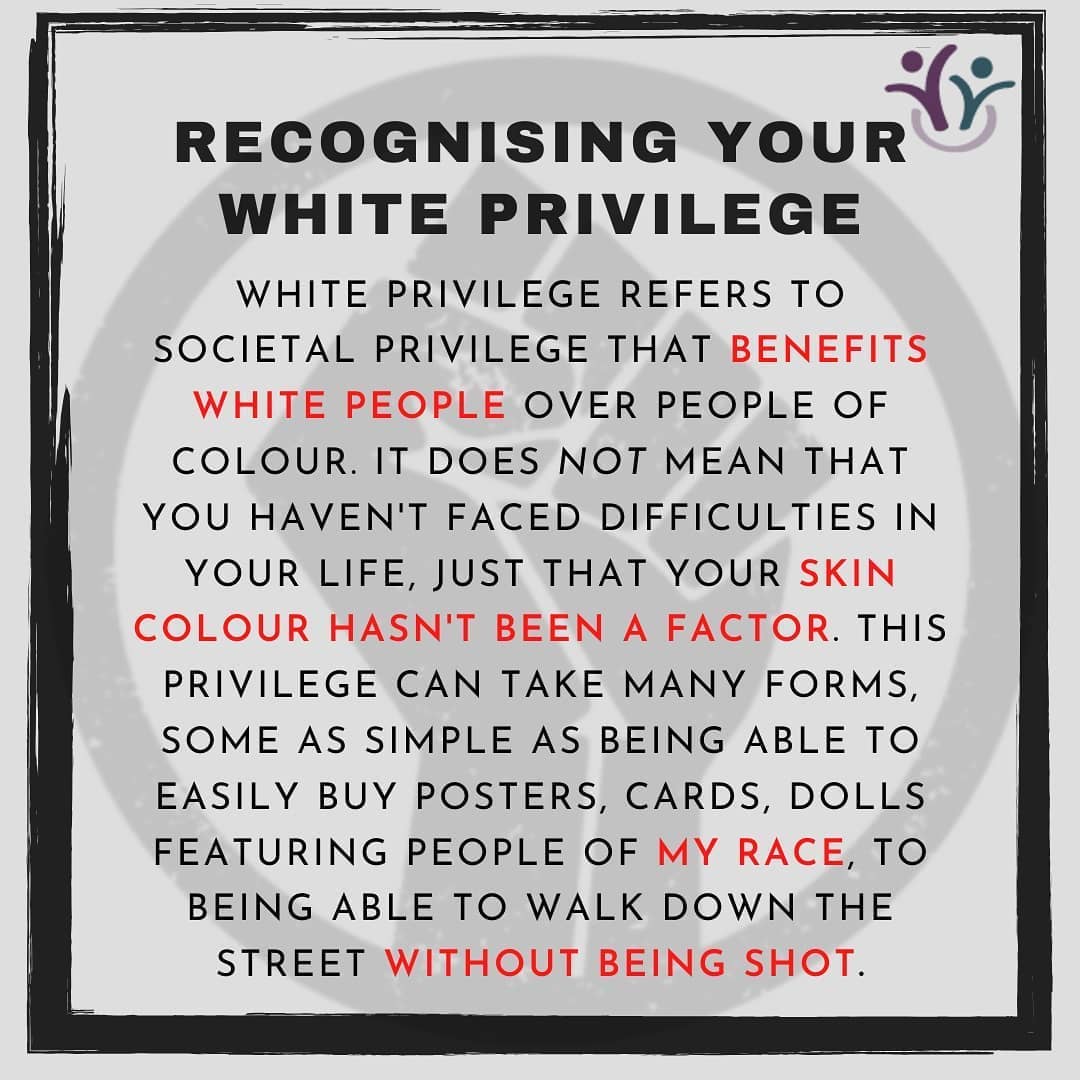 RECOGNISING YOUR
WHITE PRIVILEGE
WHITE PRIVILEGE REFERS TO
SOCIETAL PRIVILEGE THAT BENEFITS
WHITE PEOPLE OVER PEOPLE OF
COLOUR. IT DOES NOT MEAN THAT
YOU HAVEN'T FACED DIFFICULTIES IN
YOUR LIFE, JUST THAT YOUR SKIN
COLOUR HASN'T BEEN A FACTOR. THIS
PRIVILEGE CAN TAKE MANY FORMS,
SOME AS SIMPLE AS BEING ABLE TO
EASILY BUY POSTERS, CARDS, DOLLS
FEATURING PEOPLE OF MY RACE, TO
BEING ABLE TO WALK DOWN THE
STREET WITHOUT BEING SHOT.